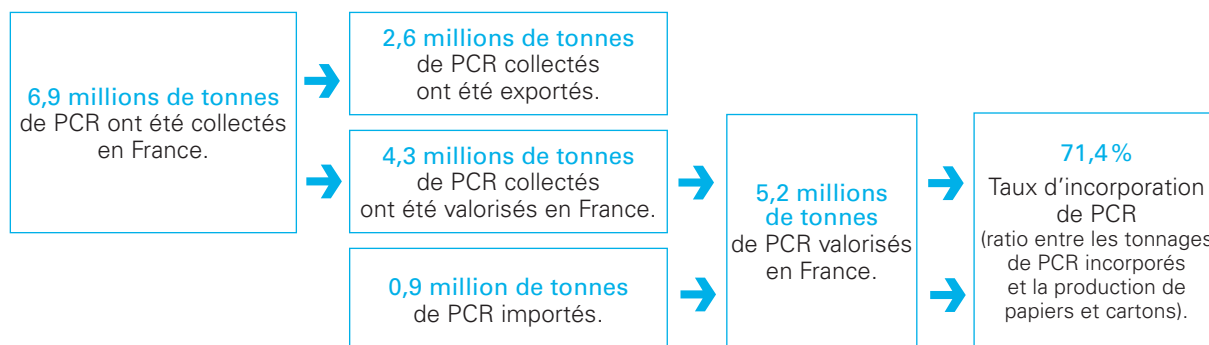 6,9 millions de tonnes
de PCR ont été collectés
en France.
2,6 millions de tonnes
de PCR collectés
ont été exportés.
4,3 millions de tonnes
de PCR collectés
ont été valorisés en France.
0,9 million de tonnes
de PCR importés.
5,2 millions
de tonnes
de PCR valorisés
en France.
71,4 %
Taux d’incorporation
de PCR
(ratio entre les tonnages
de PCR incorporés
et la production de
papiers et cartons).